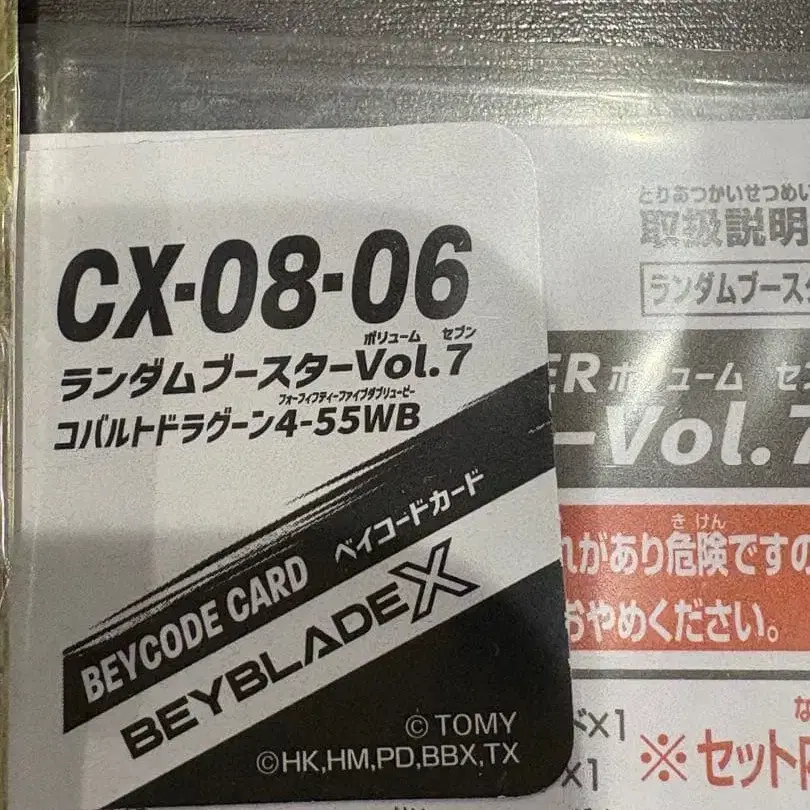 CX-08-06
ボリューム セブン
ランダムブースターVol.7
フォーフィフティーファイブダブリュービー
コバルトドラグーン4-55WB
ベイコードカード
BEYCODE CARD
BEYBLADE X
© TOMY
©HK,HM,PD,BBX,TX
とりあつかいせつめい
取扱説明
ランダムブース
ER ボリューム セブ
ーVol.7
きけん
れがあり危険ですの
おやめください。
ド×1
×1
※セット